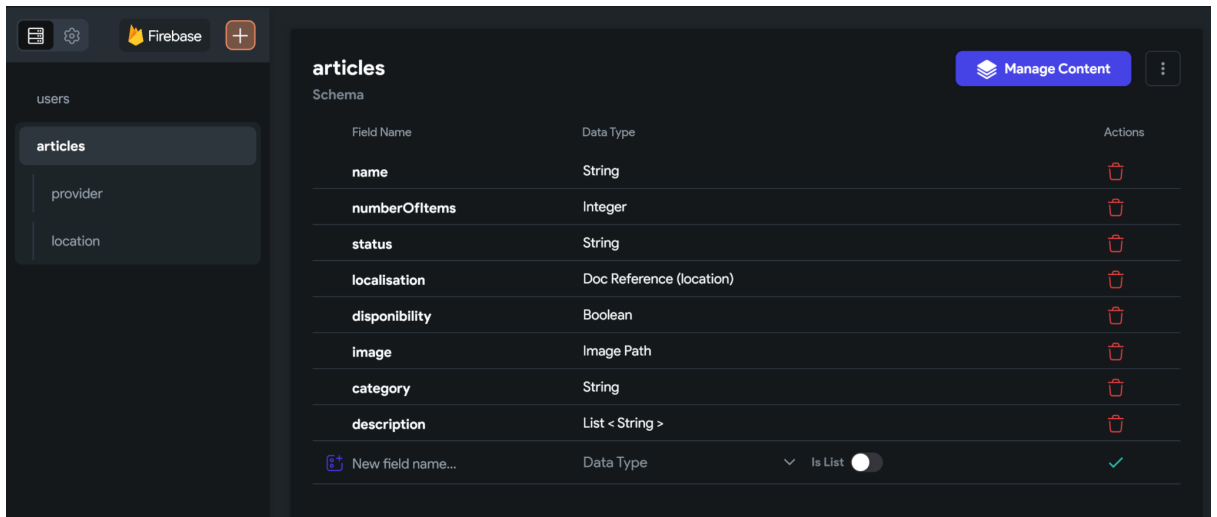 Firebase
users
articles
provider
location
articles
Schema
Manage Content
Field Name Data Type Actions
name String
numberOfItems Integer
status String
localisation Doc Reference (location)
disponibility Boolean
image Image Path
category String
description List < String >
New field name... Data Type Is List